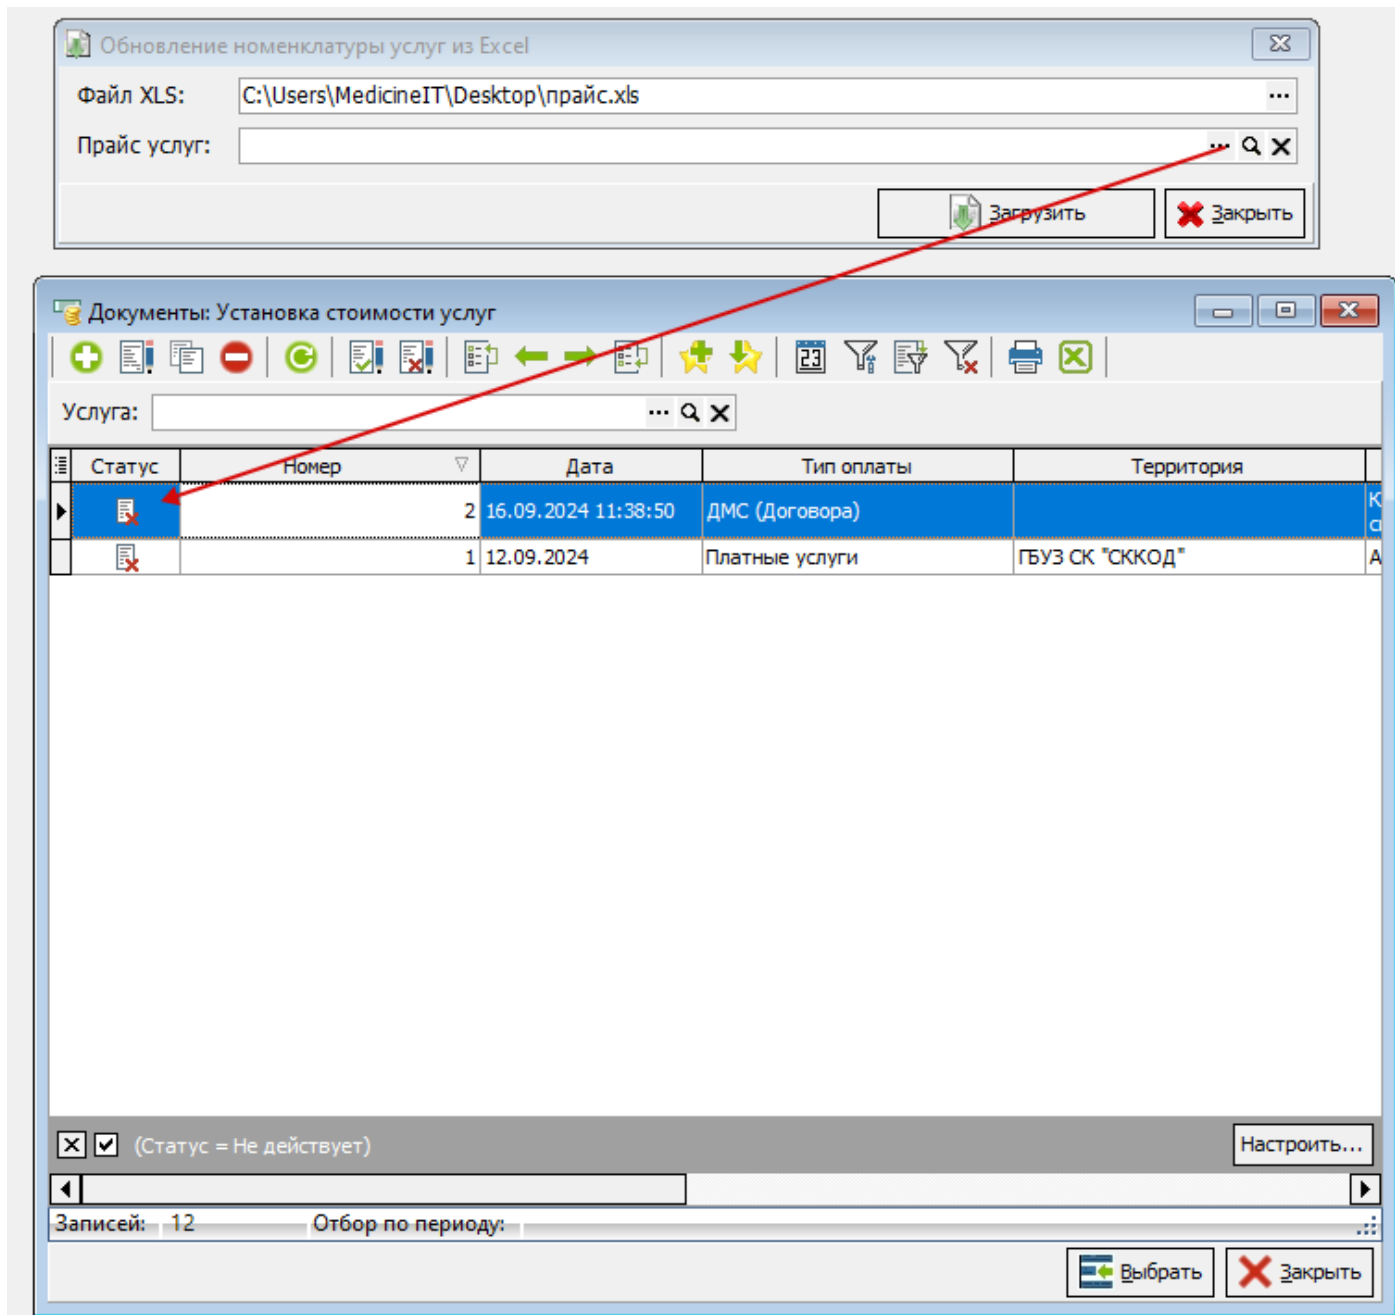 Обновление номенклатуры услуг из Excel
Файл XLS: C:\Users\MedicineIT\Desktop\прайс.xls
Прайс услуг:
Загрузить Закрыть
Документы: Установка стоимости услуг
23
Услуга:
Статус Номер Дата Тип оплаты Территория
2 16.09.2024 11:38:50 ДМС (Договора)
1 12.09.2024 Платные услуги ГБУЗ СК "СККОД"
(Статус = Не действует) Настроить...
Записей: 12 Отбор по периоду:
Выбрать Закрыть